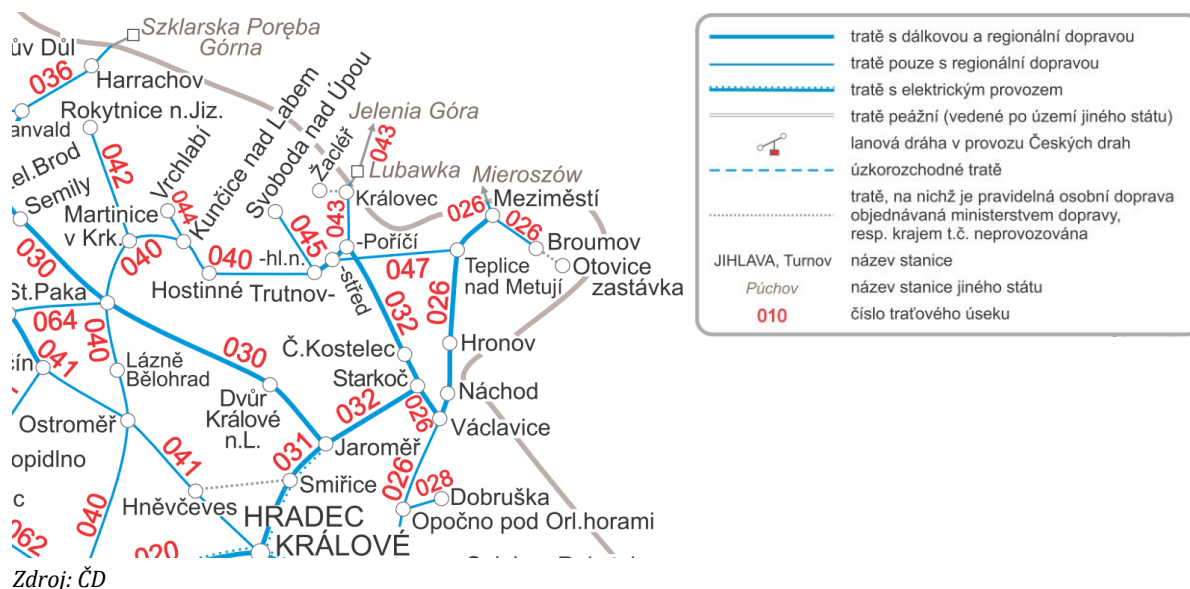 Szklarska Poręba
Górna
ův Důl
036
Harrachov
Rokytnice n.Jiz.
anvald
042
Vrchlabí
Kunčice nad Labem
Svoboda nad Úpou
Žacléř
Jelenia Góra
043
Lubawka
Královec
Mieroszów
Meziměstí
026
026
.el.Brod
Semily
044
Martinice
v Krk.
043
045
030
040
040
-hl.n.
-Poříčí
Broumov
Otovice
zastávka
Hostinné
Trutnov-
-střed
047
Teplice
nad Metují
St.Paka
064
040
032
026
041
čín
Lázně
Bělohrad
030
Č.Kostelec
Hronov
Starkoč
Dvůr
Králové
n.L.
032
026
Náchod
Ostroměř
Václavice
opidlno
041
031
Jaroměř
Smiřice
026
028
Dobruška
c
040
Hněvčeves
Opočno pod Orl.horami
HRADEC
KRÁLOVÉ
062
020
Zdroj: ČD
tratě s dálkovou a regionální dopravou
tratě pouze s regionální dopravou
tratě s elektrickým provozem
tratě peážní (vedené po území jiného státu)
lanová dráha v provozu Českých drah
úzkorozchodné tratě
tratě, na nichž je pravidelná osobní doprava
objednávaná ministerstvem dopravy,
resp. krajem t.č. neprovozována
JIHLAVA, Turnov název stanice
Púchov název stanice jiného státu
010 číslo traťového úseku